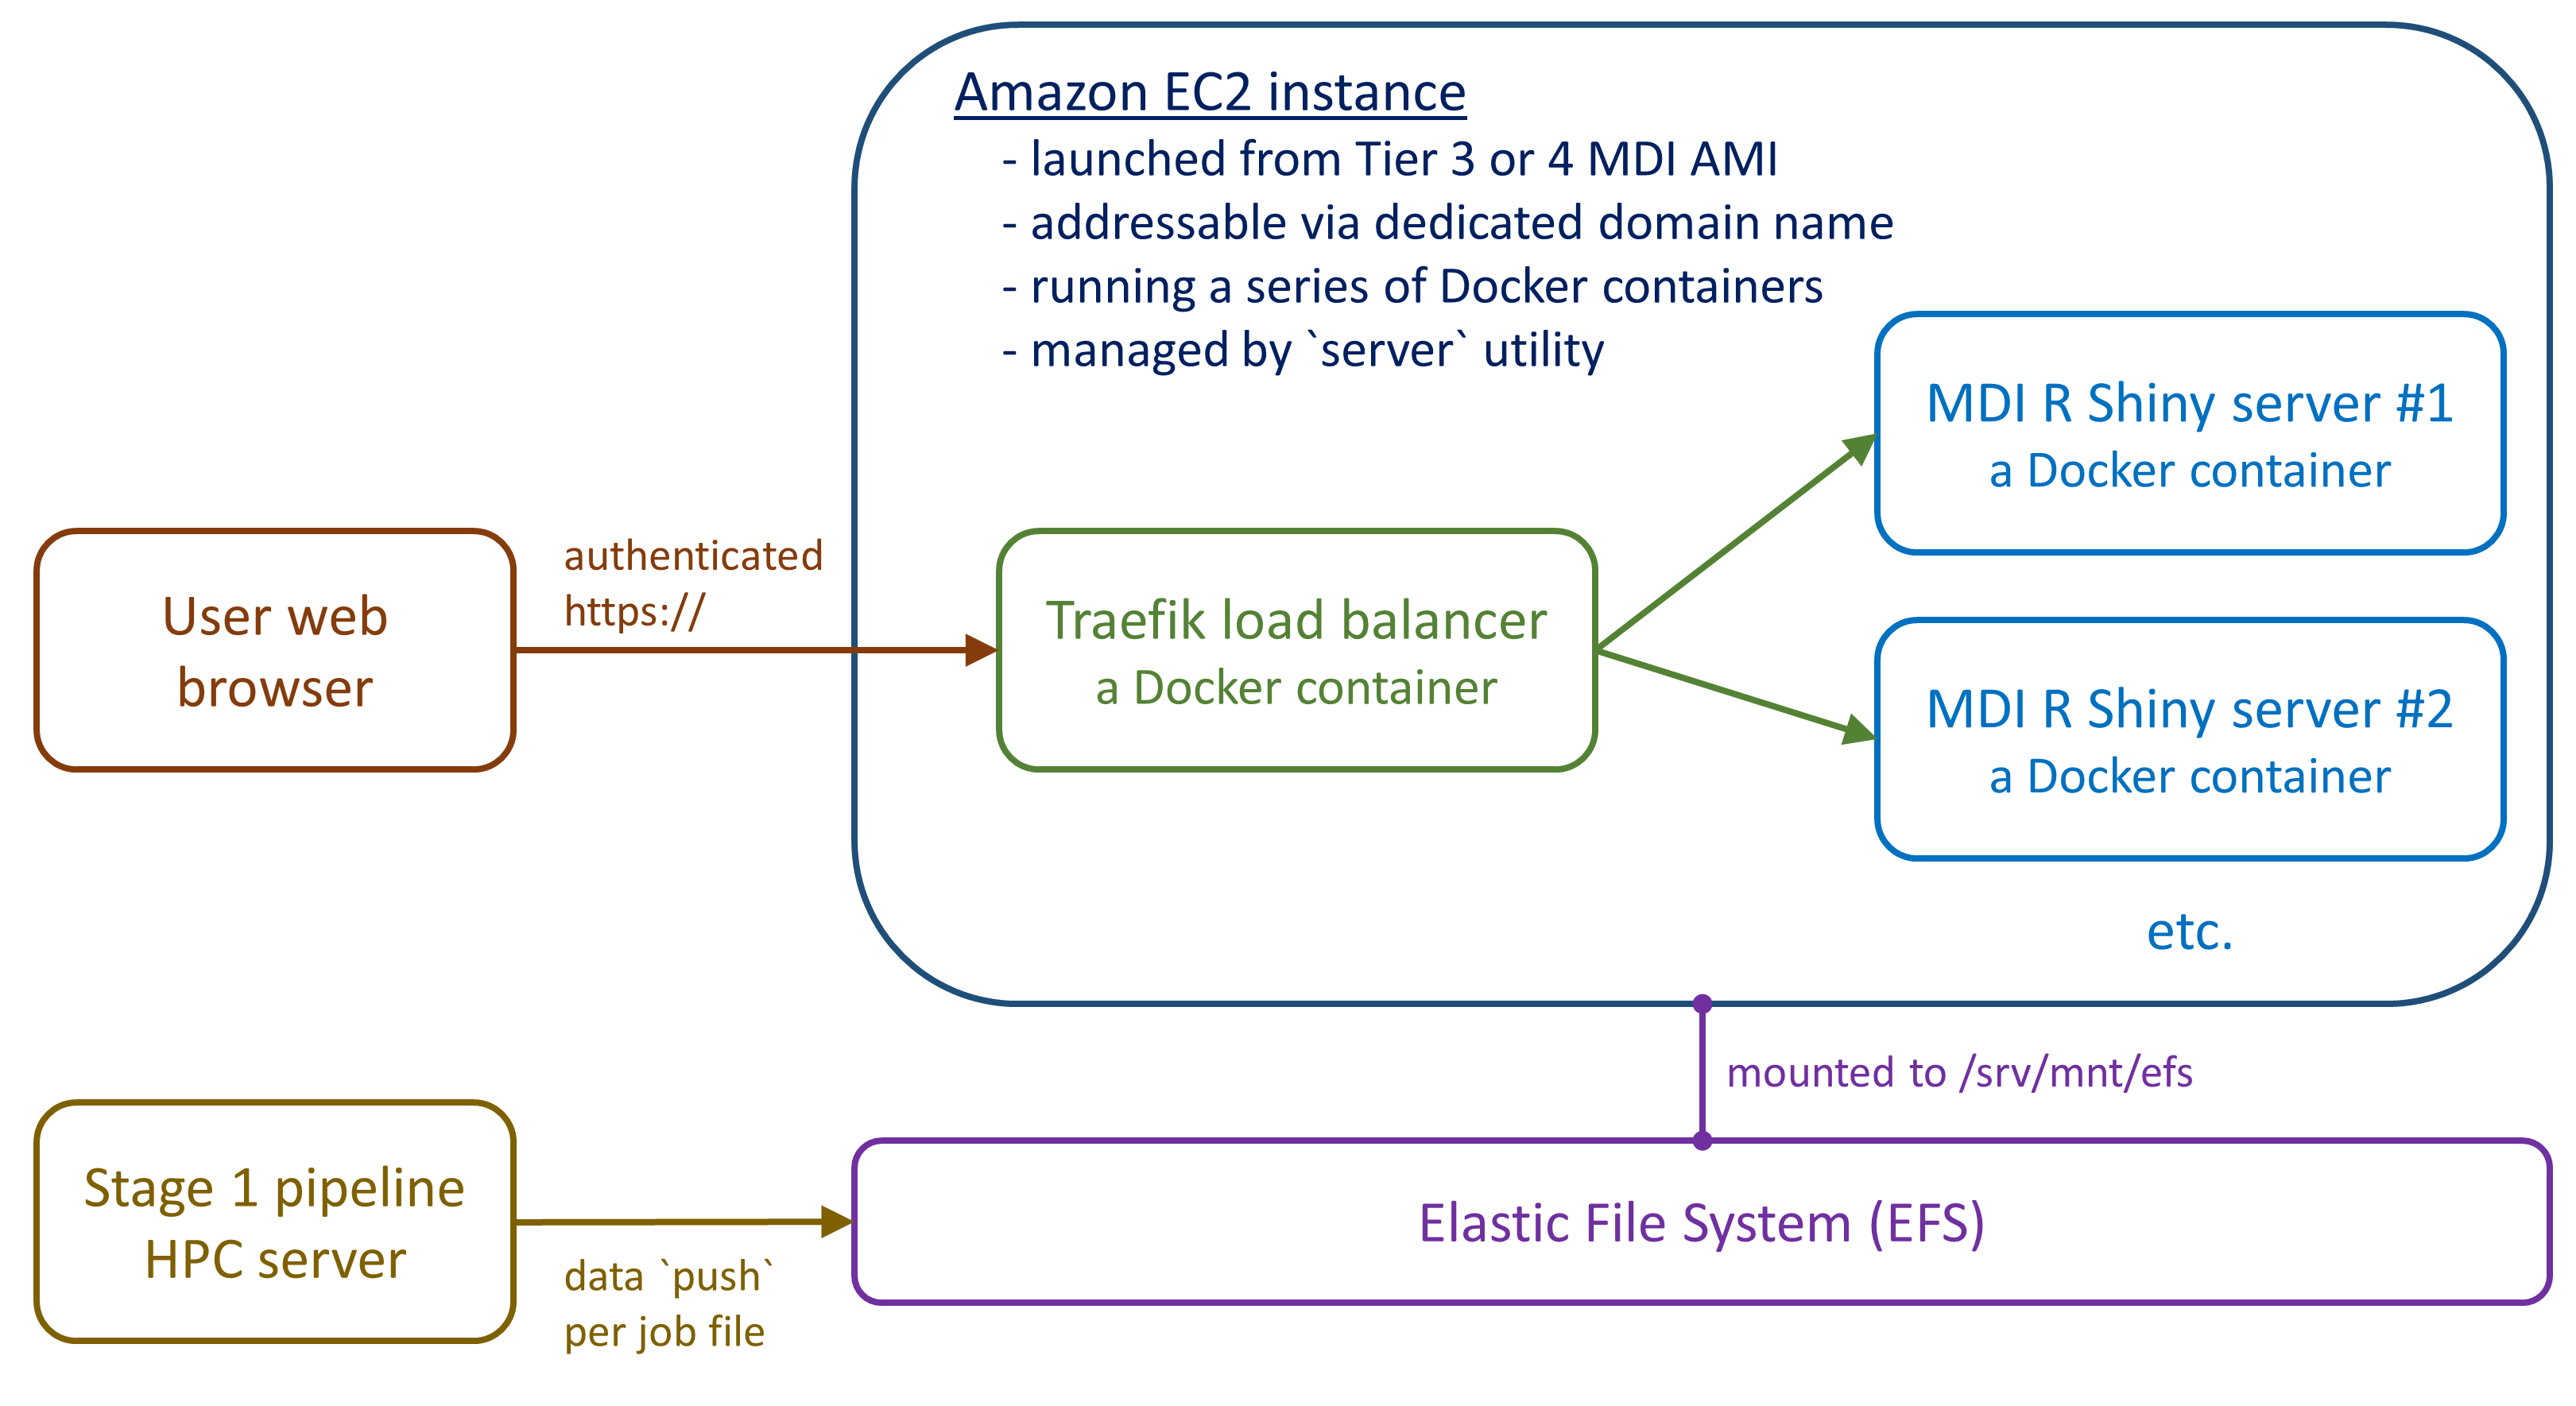 Amazon EC2 instance
- launched from Tier 3 or 4 MDI AMI
- addressable via dedicated domain name
- running a series of Docker containers
- managed by `server` utility
User web
browser
authenticated
https://
Traefik load balancer
a Docker container
MDI R Shiny server #1
a Docker container
MDI R Shiny server #2
a Docker container
etc.
mounted to /srv/mnt/efs
Stage 1 pipeline
HPC server
data `push`
per job file
Elastic File System (EFS)